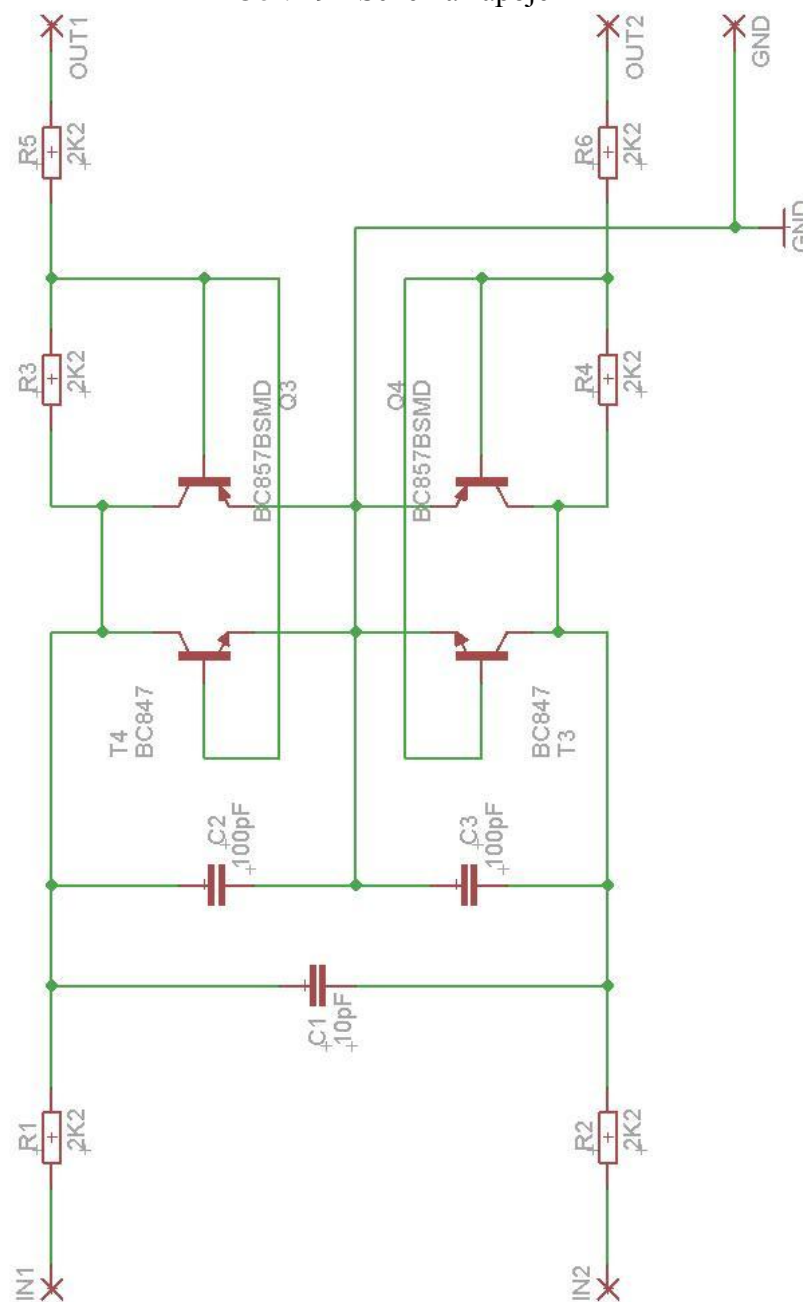 OUT1
OUT2
GND
R5
2K2
R6
2K2
GND
R3
2K2
Q3
BC857BSMD
Q4
BC857BSMD
R4
2K2
T4
BC847
BC847
T3
C2
100pF
C3
100pF
C1
10pF
R1
2K2
R2
2K2
IN1
IN2